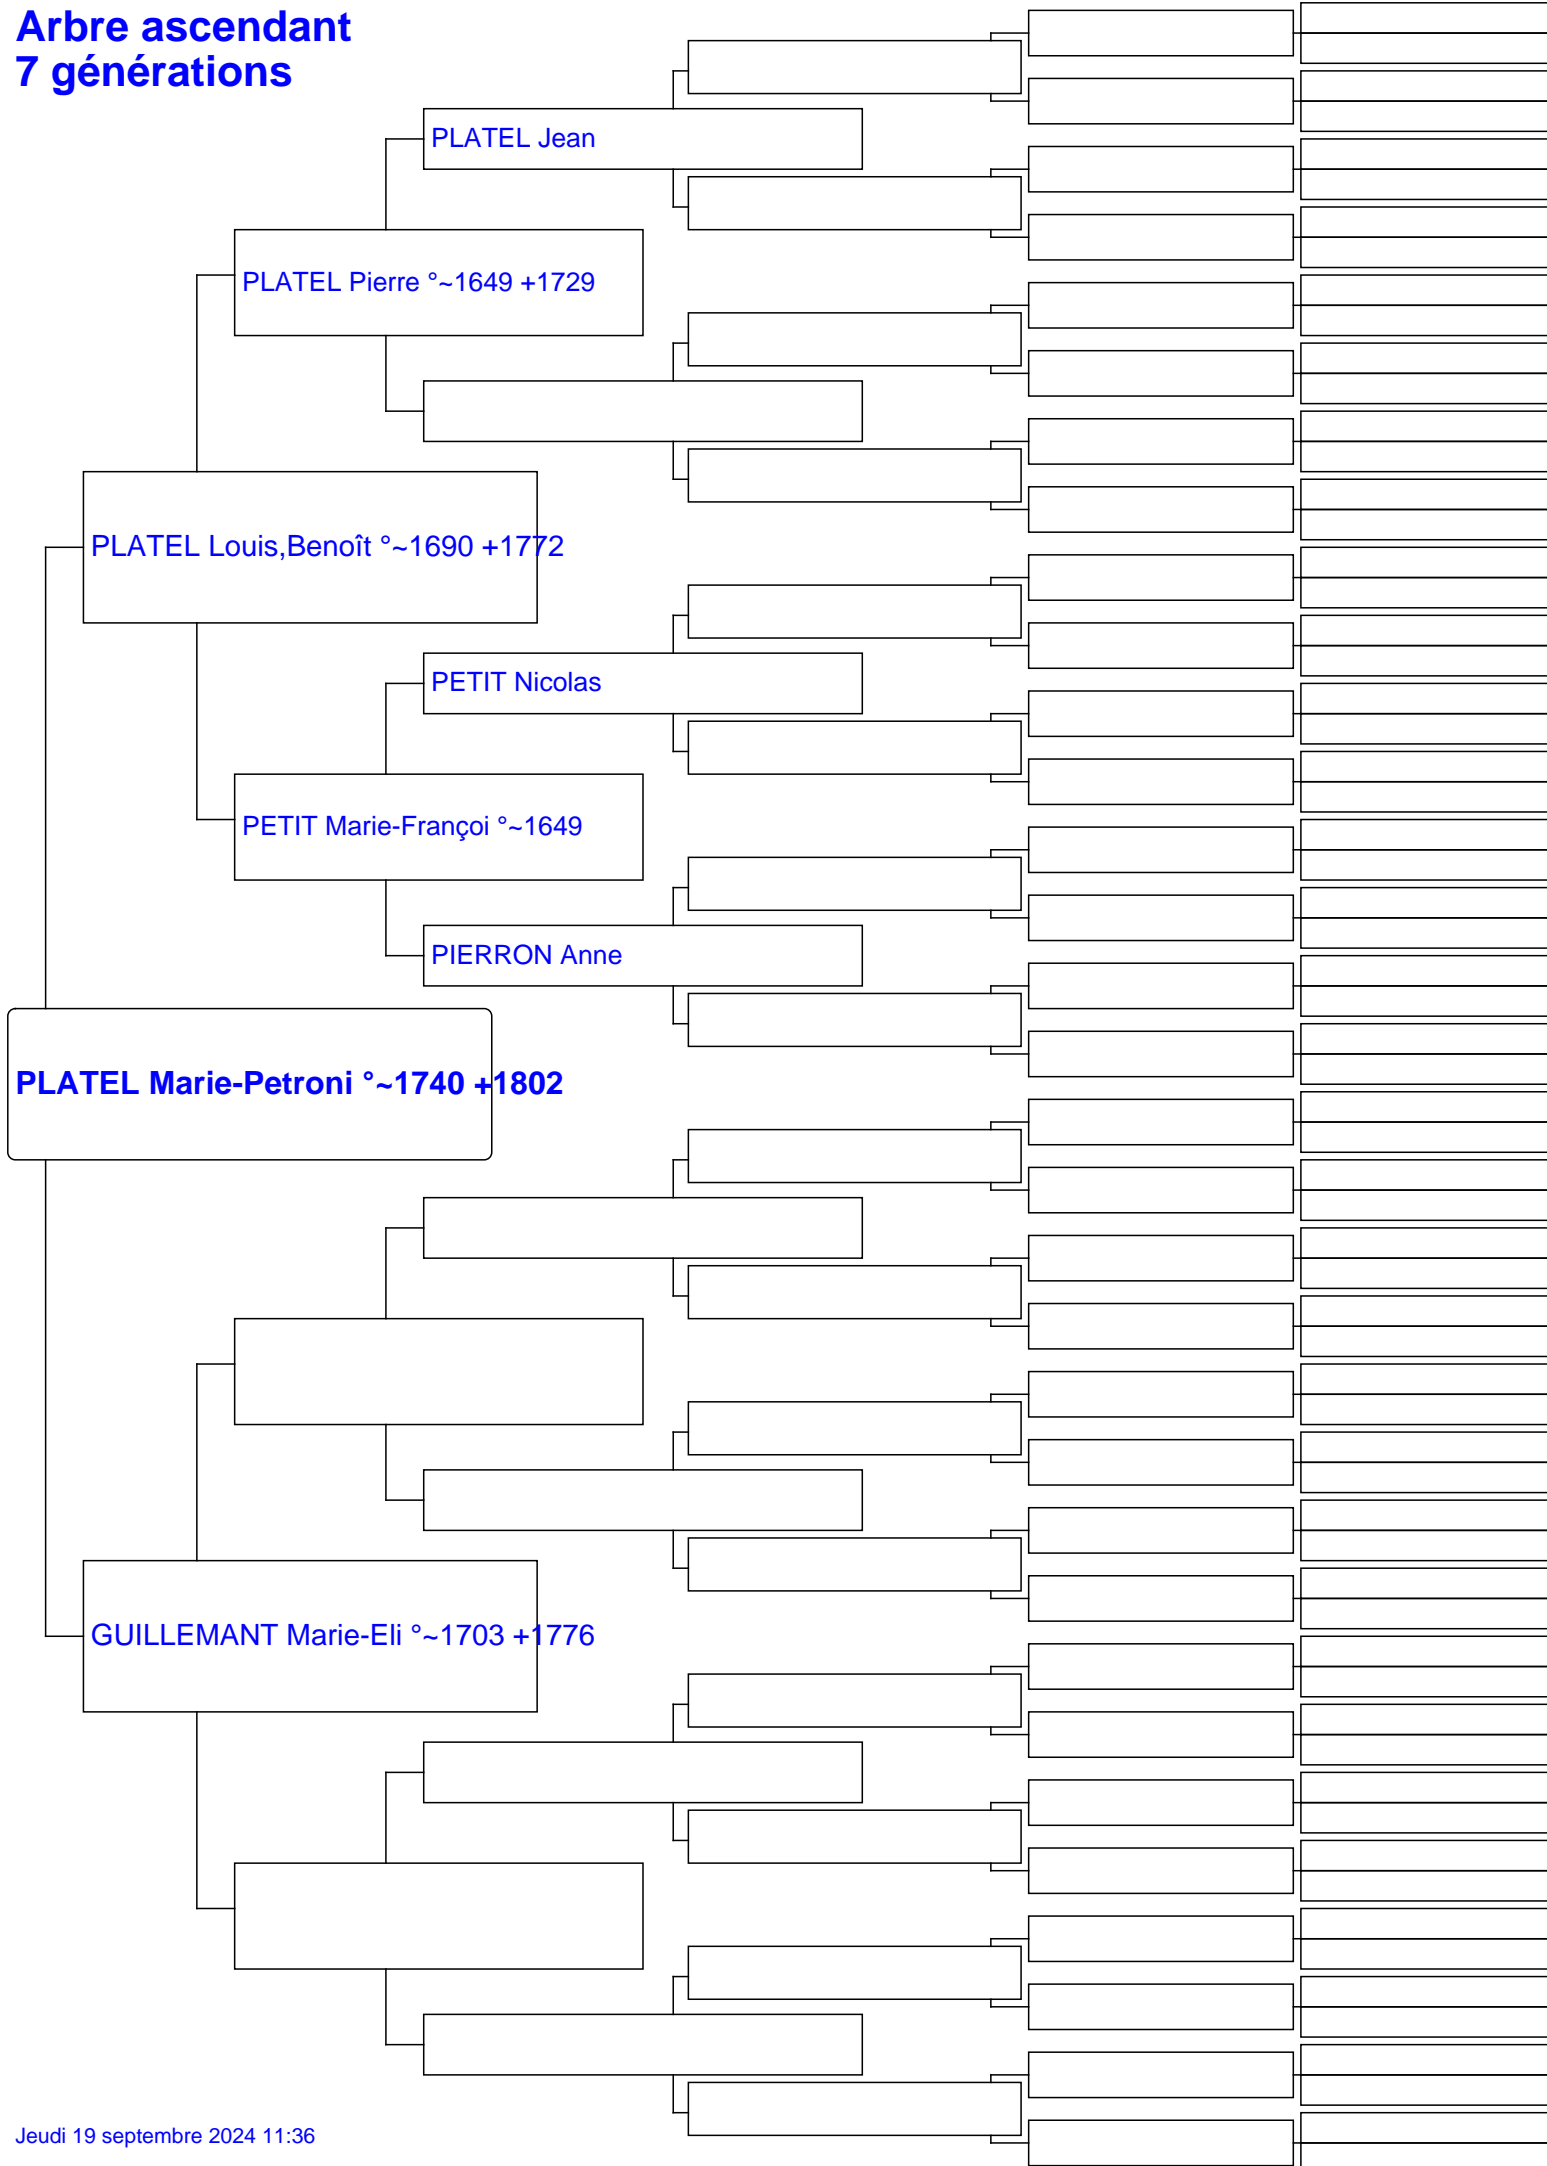 Arbre ascendant
7 générations
PLATEL Jean
PLATEL Pierre °~1649 +1729
PLATEL Louis,Benoît °~1690 +1772
PETIT Nicolas
PETIT Marie-Françoi °~1649
PIERRON Anne
PLATEL Marie-Petroni °~1740 +1802
GUILLEMANT Marie-Eli °~1703 +1776
Jeudi 19 septembre 2024 11:36